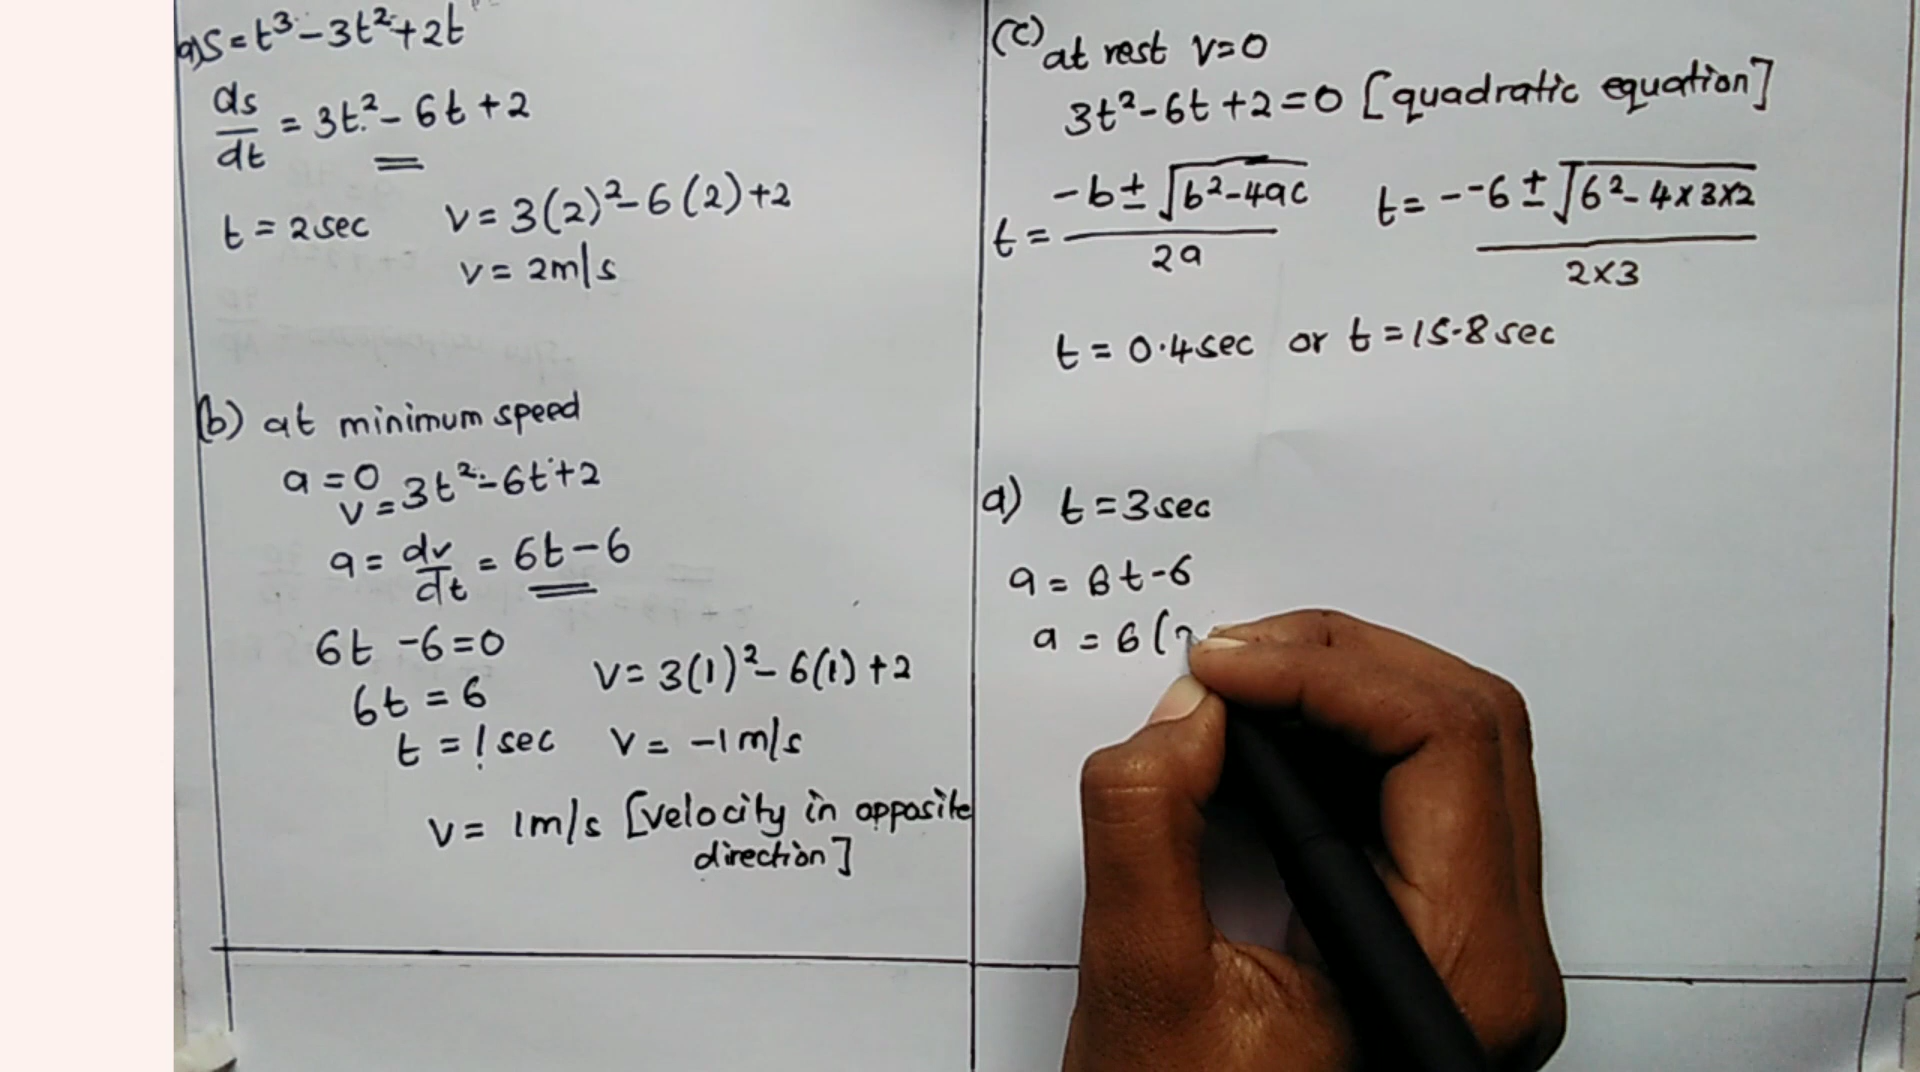 a) S = t³ - 3t² + 2t
ds/dt = 3t² - 6t + 2
t = 2sec v = 3(2)² - 6(2) + 2
v = 2m/s
(b) at minimum speed
a = 0
v = 3t² - 6t + 2
a = dv/dt = 6t - 6
6t - 6 = 0
6t = 6
t = 1 sec
v = 3(1)² - 6(1) + 2
v = -1m/s
v = 1m/s [velocity in opposite
direction]
(c) at rest v = 0
3t² - 6t + 2 = 0 [quadratic equation]
t = -b ± √b² - 4ac / 2a t = --6 ± √6² - 4×3×2 / 2×3
t = 0.4sec or t = 15.8sec
d) t = 3sec
a = 6t - 6
a = 6(